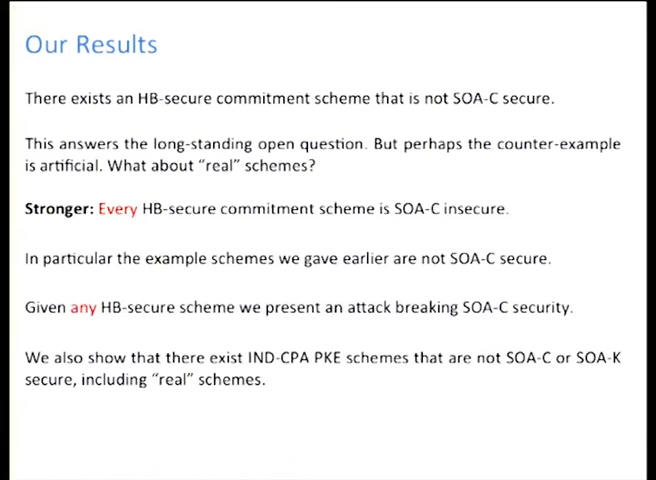 Our Results
There exists an HB-secure commitment scheme that is not SOA-C secure.
This answers the long-standing open question. But perhaps the counter-example
is artificial. What about “real” schemes?
Stronger: Every HB-secure commitment scheme is SOA-C insecure.
In particular the example schemes we gave earlier are not SOA-C secure.
Given any HB-secure scheme we present an attack breaking SOA-C security.
We also show that there exist IND-CPA PKE schemes that are not SOA-C or SOA-K
secure, including “real” schemes.